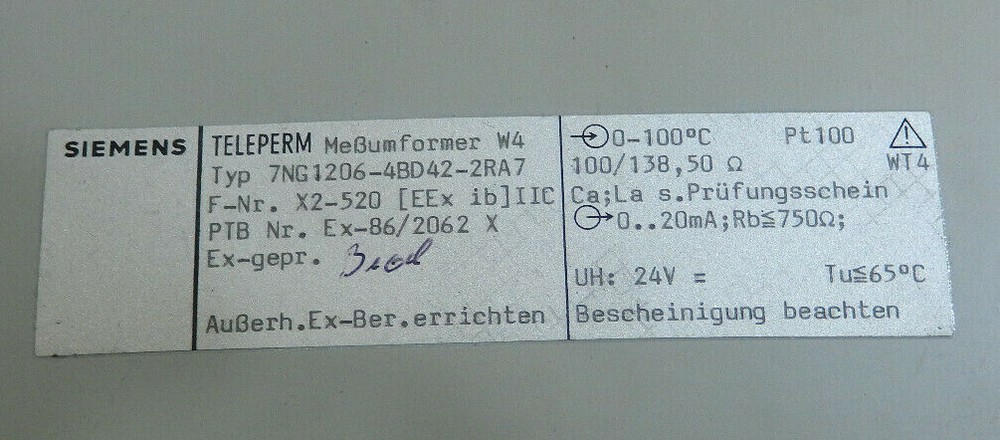 SIEMENS
TELEPERM Meßumformer W4
Typ 7NG1206-4BD42-2RA7
F-Nr. X2-520 [EEx ib]IIC
PTB Nr. Ex-86/2062 X
Ex-gepr.
Außerh.Ex-Ber.errichten
0-100ºC Pt100
100/138,50 Ω WT4
Ca;La s.Prüfungsschein
0..20mA;Rb≦750Ω;
UH: 24V = Tu≦65ºC
Bescheinigung beachten